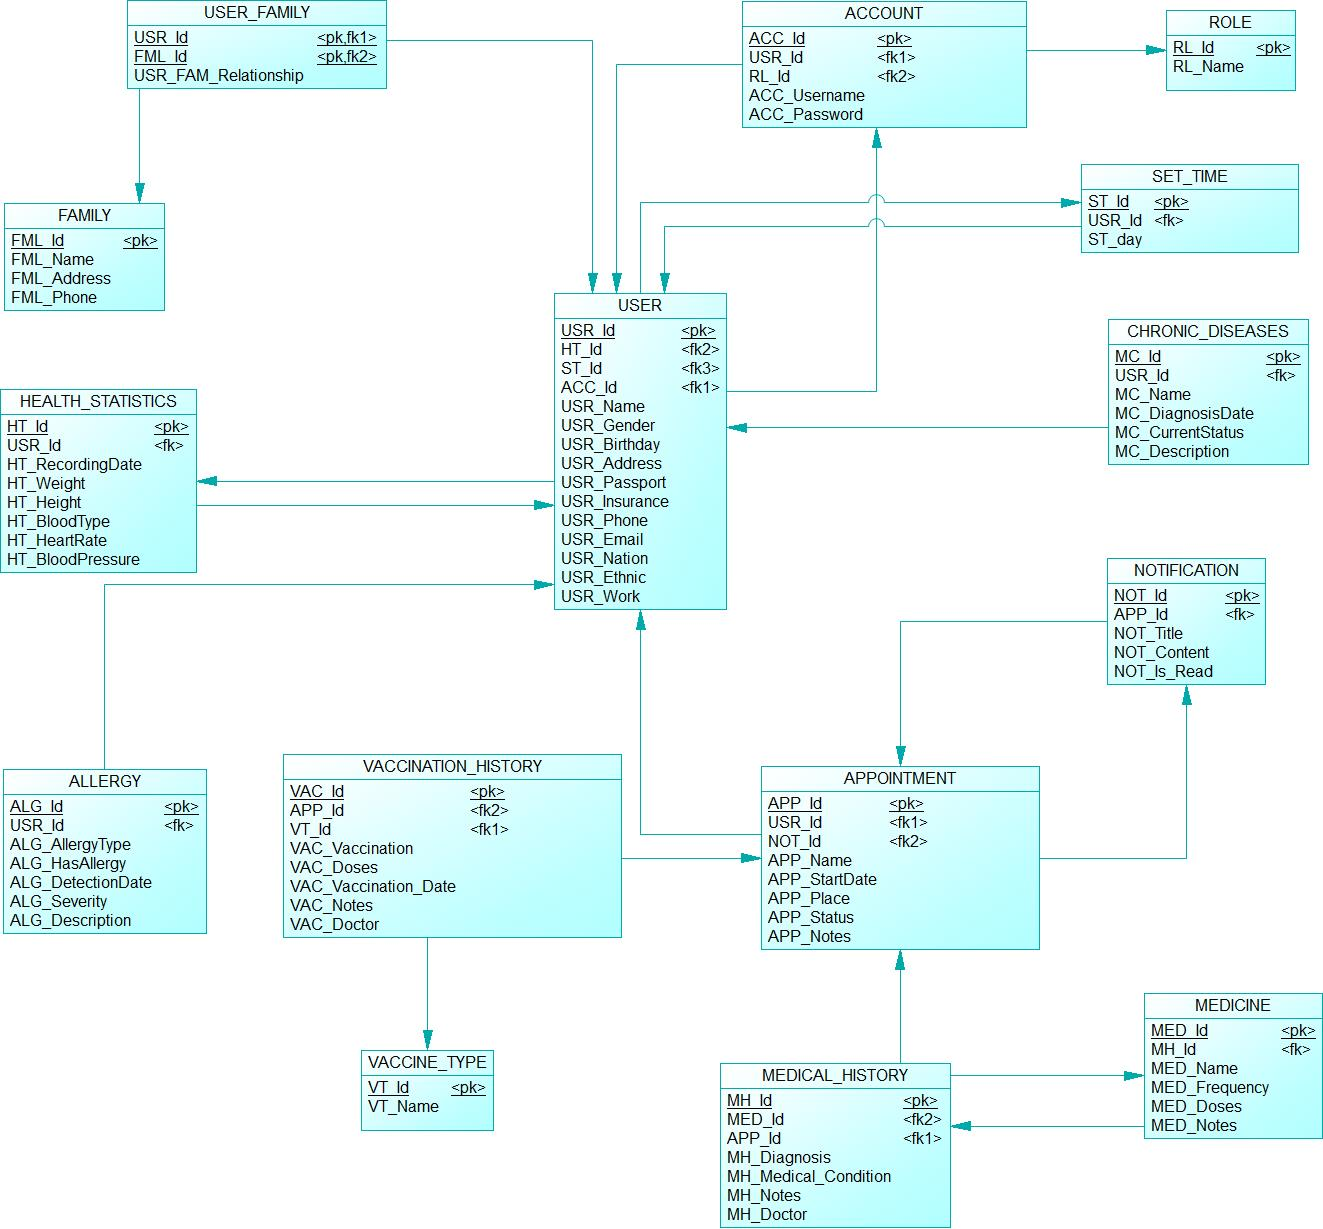 USER_FAMILY
USR_Id <pk,fk1>
FML_Id <pk,fk2>
USR_FAM_Relationship
ACCOUNT
ACC_Id <pk>
USR_Id <fk1>
RL_Id <fk2>
ACC_Username
ACC_Password
ROLE
RL_Id <pk>
RL_Name
SET_TIME
ST_Id <pk>
USR_Id <fk>
ST_day
FAMILY
FML_Id <pk>
FML_Name
FML_Address
FML_Phone
USER
USR_Id <pk>
HT_Id <fk2>
ST_Id <fk3>
ACC_Id <fk1>
USR_Name
USR_Gender
USR_Birthday
USR_Address
USR_Passport
USR_Insurance
USR_Phone
USR_Email
USR_Nation
USR_Ethnic
USR_Work
CHRONIC_DISEASES
MC_Id <pk>
USR_Id <fk>
MC_Name
MC_DiagnosisDate
MC_CurrentStatus
MC_Description
HEALTH_STATISTICS
HT_Id <pk>
USR_Id <fk>
HT_RecordingDate
HT_Weight
HT_Height
HT_BloodType
HT_HeartRate
HT_BloodPressure
NOTIFICATION
NOT_Id <pk>
APP_Id <fk>
NOT_Title
NOT_Content
NOT_Is_Read
ALLERGY
ALG_Id <pk>
USR_Id <fk>
ALG_AllergyType
ALG_HasAllergy
ALG_DetectionDate
ALG_Severity
ALG_Description
VACCINATION_HISTORY
VAC_Id <pk>
APP_Id <fk2>
VT_Id <fk1>
VAC_Vaccination
VAC_Doses
VAC_Vaccination_Date
VAC_Notes
VAC_Doctor
APPOINTMENT
APP_Id <pk>
USR_Id <fk1>
NOT_Id <fk2>
APP_Name
APP_StartDate
APP_Place
APP_Status
APP_Notes
VACCINE_TYPE
VT_Id <pk>
VT_Name
MEDICAL_HISTORY
MH_Id <pk>
MED_Id <fk2>
APP_Id <fk1>
MH_Diagnosis
MH_Medical_Condition
MH_Notes
MH_Doctor
MEDICINE
MED_Id <pk>
MH_Id <fk>
MED_Name
MED_Frequency
MED_Doses
MED_Notes